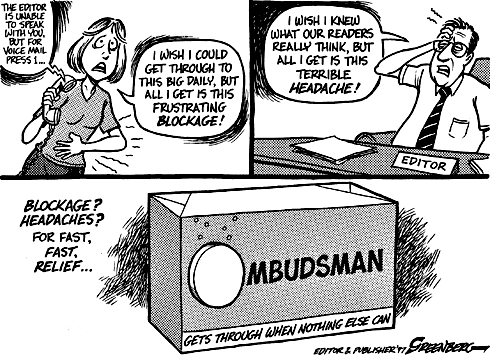 THE EDITOR
IS UNABLE
TO SPEAK
WITH YOU,
BUT FOR
VOICE MAIL
PRESS 1...
I WISH I COULD
GET THROUGH TO
THIS BIG DAILY, BUT
ALL I GET IS THIS
FRUSTRATING
BLOCKAGE!
I WISH I KNEW
WHAT OUR READERS
REALLY THINK, BUT
ALL I GET IS THIS
TERRIBLE
HEADACHE!
EDITOR
BLOCKAGE?
HEADACHES?
FOR FAST,
FAST,
RELIEF...
OMBUDSMAN
GETS THROUGH WHEN NOTHING ELSE CAN
EDITOR & PUBLISHER '97 GREENBERG